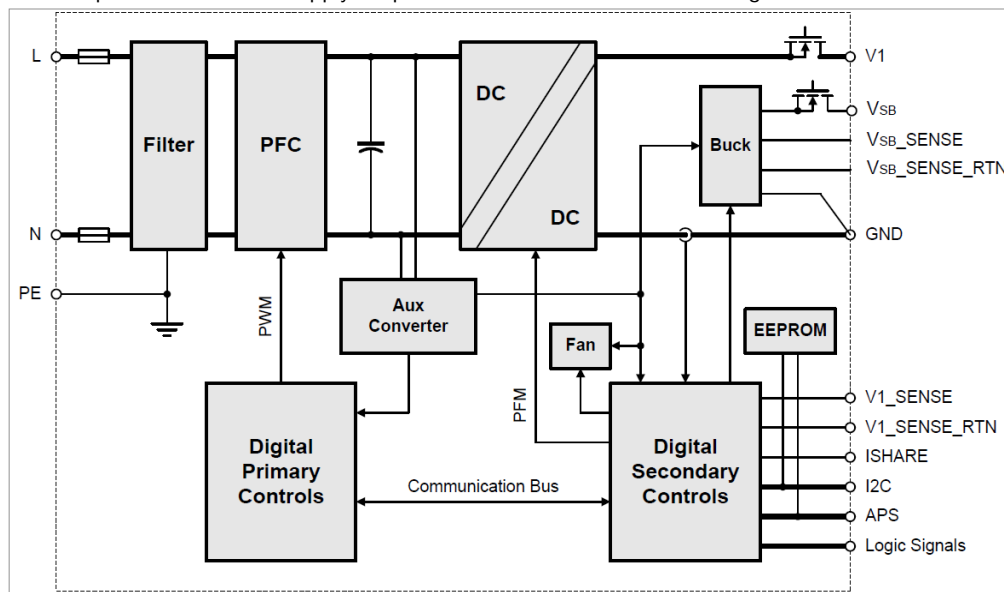 L
N
PE
Filter
PFC
DC
DC
Buck
V1
VSB
VSB_SENSE
VSB_SENSE_RTN
GND
PWM
Aux
Converter
PFM
Fan
EEPROM
Digital
Primary
Controls
Communication Bus
Digital
Secondary
Controls
V1_SENSE
V1_SENSE_RTN
ISHARE
I2C
APS
Logic Signals